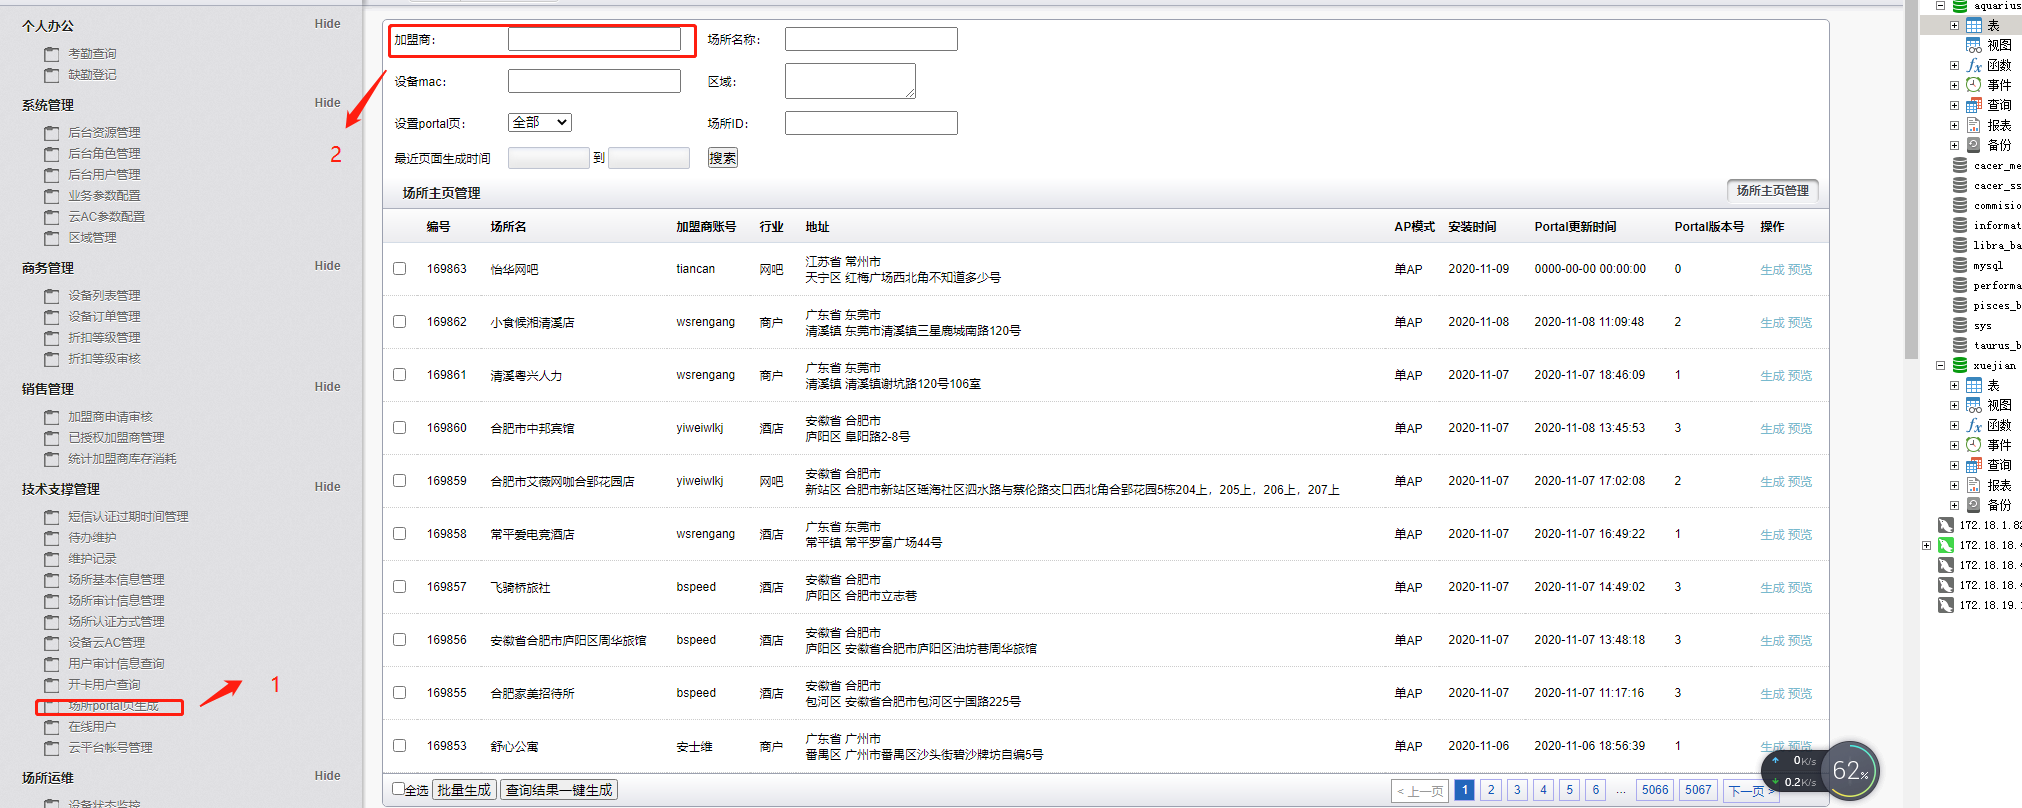 个人办公 Hide
考勤查询
缺勤登记
系统管理 Hide
后台资源管理
后台角色管理
后台用户管理
业务参数配置
云AC参数配置
区域管理
商务管理 Hide
设备列表管理
设备订单管理
折扣等级管理
折扣等级审核
销售管理 Hide
加盟商申请审核
已授权加盟商管理
统计加盟商库存消耗
技术支撑管理 Hide
短信认证过期时间管理
待办维护
维护记录
场所基本信息管理
场所审计信息管理
场所认证方式管理
设备云AC管理
用户审计信息查询
开卡用户查询
场所portal页生成
在线用户
云平台帐号管理
场所运维 Hide
设备状态监控
1
2
加盟商： 场所名称：
设备mac： 区域：
设置portal页： 全部 场所ID：
最近页面生成时间 到 搜索
场所主页管理 场所主页管理
编号 场所名 加盟商账号 行业 地址 AP模式 安装时间 Portal更新时间 Portal版本号 操作
169863 怡华网吧 tiancan 网吧 江苏省 常州市
天宁区 红梅广场西北角不知道多少号 单AP 2020-11-09 0000-00-00 00:00:00 0 生成 预览
169862 小食候湘清溪店 wsrengang 商户 广东省 东莞市
清溪镇 东莞市清溪镇三星鹿城南路120号 单AP 2020-11-08 2020-11-08 11:09:48 2 生成 预览
169861 清溪粤兴人力 wsrengang 商户 广东省 东莞市
清溪镇 清溪镇谢坑路120号106室 单AP 2020-11-07 2020-11-07 18:46:09 1 生成 预览
169860 合肥市中邦宾馆 yiweiwlkj 酒店 安徽省 合肥市
庐阳区 阜阳路2-8号 单AP 2020-11-07 2020-11-08 13:45:53 3 生成 预览
169859 合肥市艾薇网咖合郢花园店 yiweiwlkj 网吧 安徽省 合肥市
新站区 合肥市新站区瑶海社区泗水路与蔡伦路交口西北角合郢花园5栋204上，205上，206上，207上 单AP 2020-11-07 2020-11-07 17:02:08 2 生成 预览
169858 常平爱电竞酒店 wsrengang 酒店 广东省 东莞市
常平镇 常平罗富广场44号 单AP 2020-11-07 2020-11-07 16:49:22 1 生成 预览
169857 飞骑桥旅社 bspeed 酒店 安徽省 合肥市
庐阳区 合肥市立志巷 单AP 2020-11-07 2020-11-07 14:49:02 3 生成 预览
169856 安徽省合肥市庐阳区周华旅馆 bspeed 酒店 安徽省 合肥市
庐阳区 安徽省合肥市庐阳区油坊巷周华旅馆 单AP 2020-11-07 2020-11-07 13:48:18 3 生成 预览
169855 合肥家美招待所 bspeed 酒店 安徽省 合肥市
包河区 安徽省合肥市包河区宁国路225号 单AP 2020-11-07 2020-11-07 11:17:16 3 生成 预览
169853 舒心公寓 安士维 商户 广东省 广州市
番禺区 广州市番禺区沙头街碧沙牌坊自编5号 单AP 2020-11-06 2020-11-06 18:56:39 1 生成 预览
全选 批量生成 查询结果一键生成 < 上一页 1 2 3 4 5 6 ... 5066 5067 下一页 >
0K/s
0.2K/s
62%
aquarius
表
视图
函数
事件
查询
报表
备份
cacer_me
cacer_ss
commisio
informat
libra_ba
mysql
performa
pisces_b
sys
taurus_b
xuejian
表
视图
函数
事件
查询
报表
备份
172.18.1.82
172.18.18.4
172.18.18.4
172.18.18.4
172.18.19.1